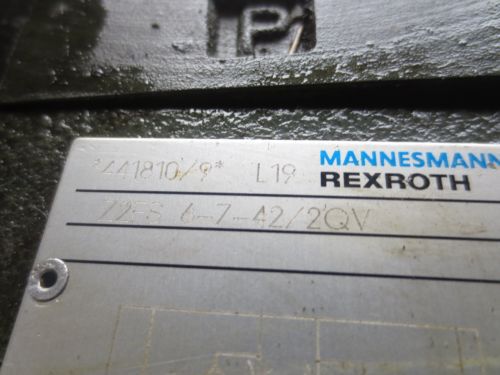 P
*441810/9* L19 MANNESMANN
REXROTH
Z2FS 6-7-42/2QV